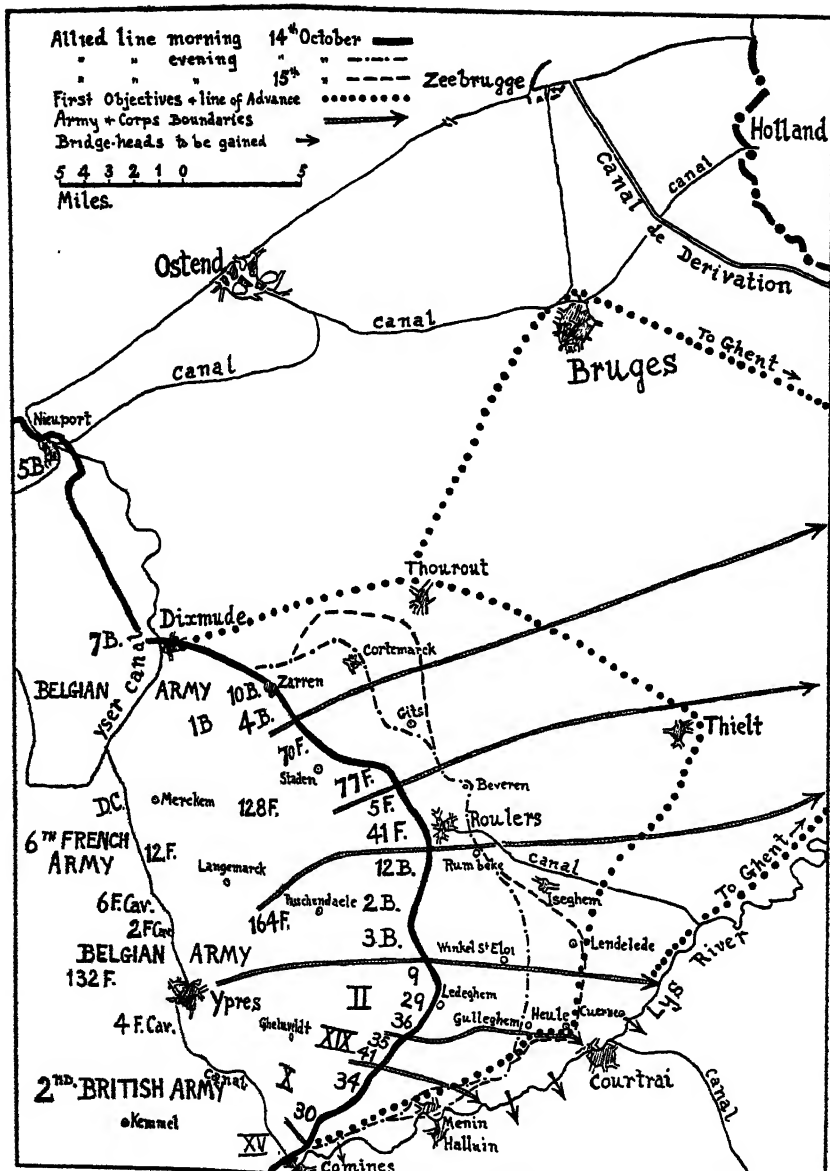 Allied line morning 14th October
" " evening " "
" " " 15th "
First Objectives & line of Advance
Army & Corps Boundaries
Bridge-heads to be gained
5 4 3 2 1 0 5
Miles.
Zeebrugge
Holland
Canal de Derivation
canal
Ostend
canal
canal
Bruges
To Ghent
Nieuport
5B
Thourout
Dixmude
7B.
Yser canal
Cortemarck
BELGIAN ARMY
10B.
Zarren
1B
4B.
Gits
Thielt
70F.
Staden
77F.
Beveren
D.C.
Merckem
128F.
5F.
Roulers
41F.
6TH FRENCH ARMY
12F.
Langemarck
12B.
Rumbeke
canal
To Ghent
6F.Cav.
Passchendaele
2.B.
Iseghem
164F.
2F.Cav
3.B.
BELGIAN ARMY
Winkel St Eloi
Lendelede
Lys River
132F.
Ypres
9
II
29
Ledeghem
4F.Cav.
Gheluveldt
36
Gulleghem
Heule
Cuerne
XIX
35
41
Courtrai
2ND. BRITISH ARMY
canal
X
34
canal
Kemmel
30
Menin
Halluin
XV
Comines